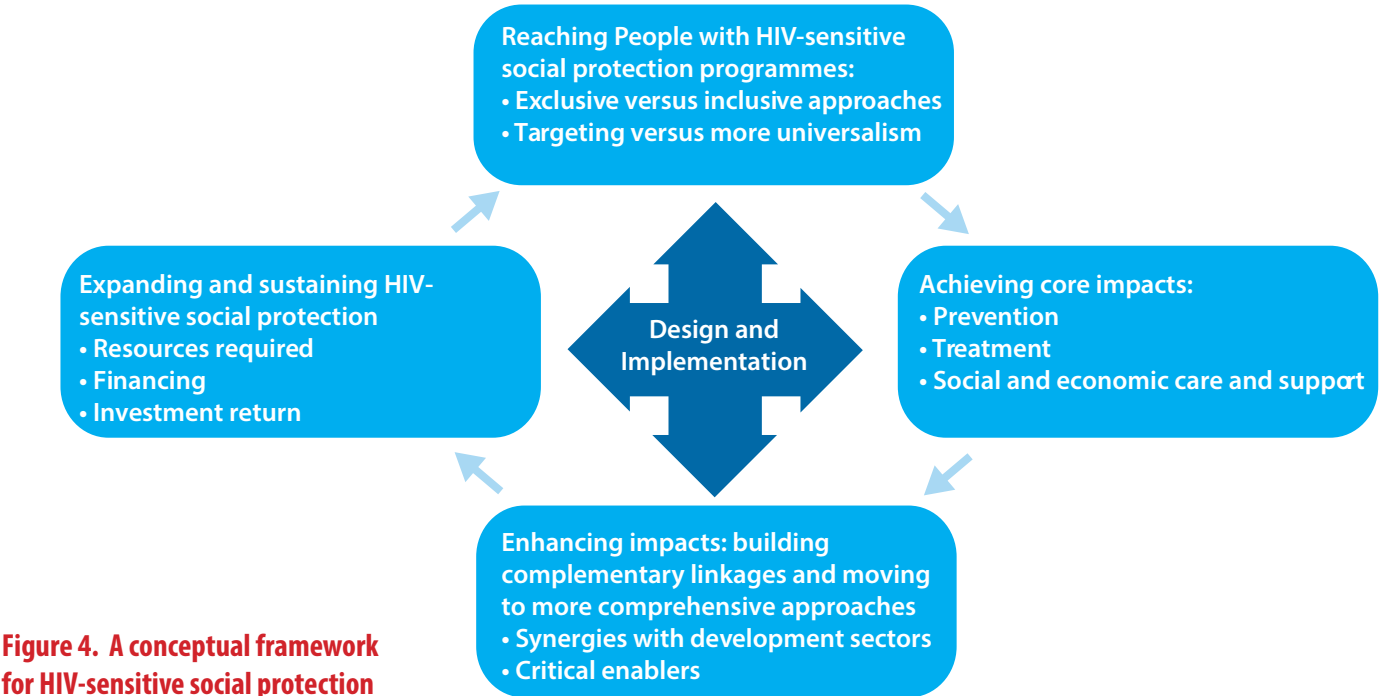 Reaching People with HIV-sensitive
social protection programmes:
• Exclusive versus inclusive approaches
• Targeting versus more universalism
Expanding and sustaining HIV-
sensitive social protection
• Resources required
• Financing
• Investment return
Design and
Implementation
Achieving core impacts:
• Prevention
• Treatment
• Social and economic care and support
Enhancing impacts: building
complementary linkages and moving
to more comprehensive approaches
• Synergies with development sectors
• Critical enablers
Figure 4. A conceptual framework
for HIV-sensitive social protection